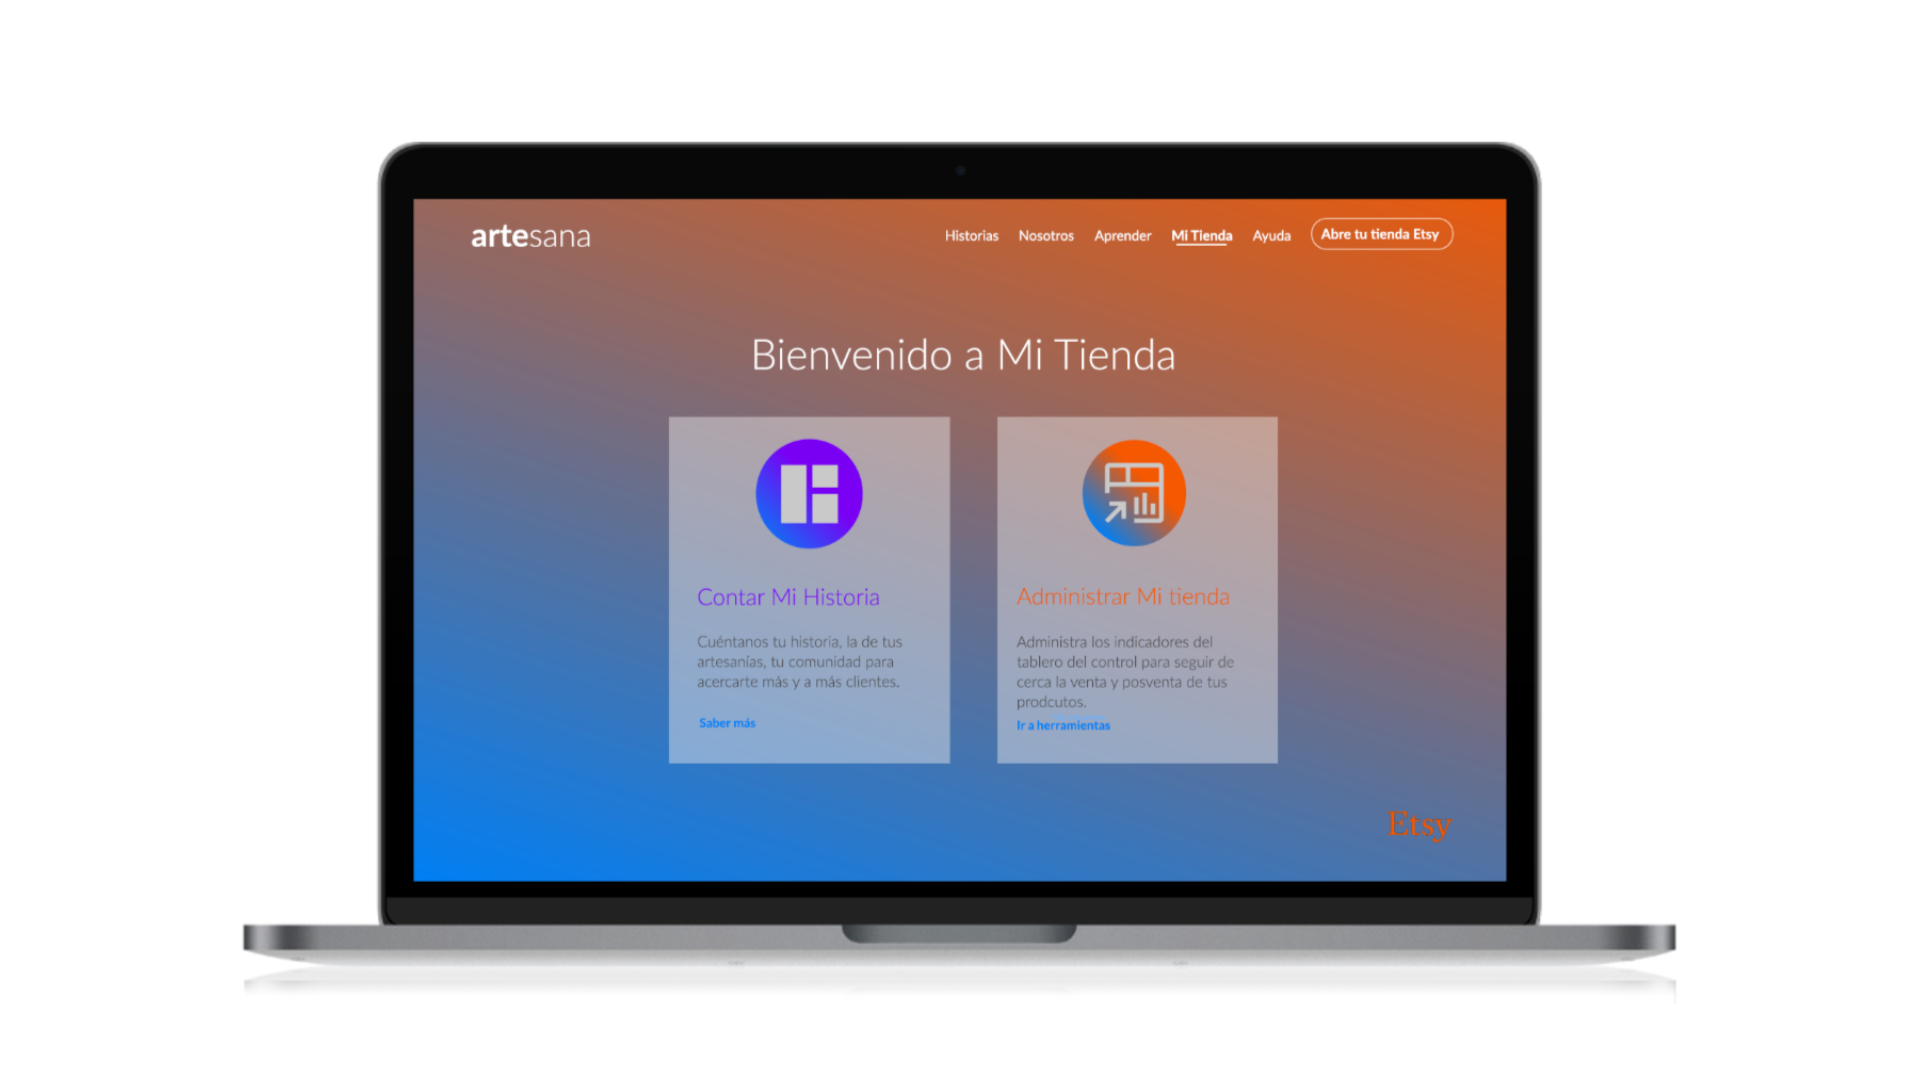 artesana
Historias Nosotros Aprender Mi Tienda Ayuda Abre tu tienda Etsy
Bienvenido a Mi Tienda
Contar Mi Historia
Cuéntanos tu historia, la de tus
artesanías, tu comunidad para
acercarte más y a más clientes.
Saber más
Administrar Mi tienda
Administra los indicadores del
tablero del control para seguir de
cerca la venta y posventa de tus
prodcutos.
Ir a herramientas
Etsy